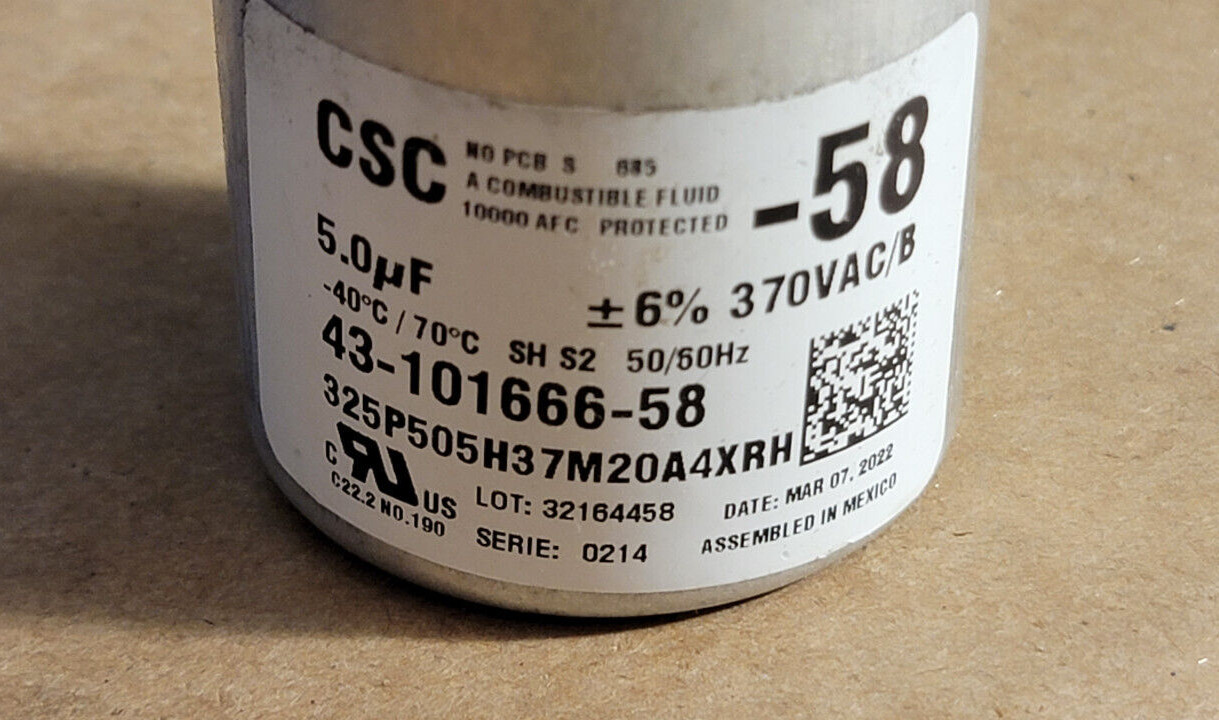 CSC
NO PCB S 685
A COMBUSTIBLE FLUID
10000 AFC PROTECTED
-58
5.0µF
±6% 370VAC/B
-40°C / 70°C SH S2 50/60Hz
43-101666-58
325P505H37M20A4XRH
C US
C22.2 NO.190
LOT: 32164458
DATE: MAR 07. 2022
SERIE: 0214
ASSEMBLED IN MEXICO